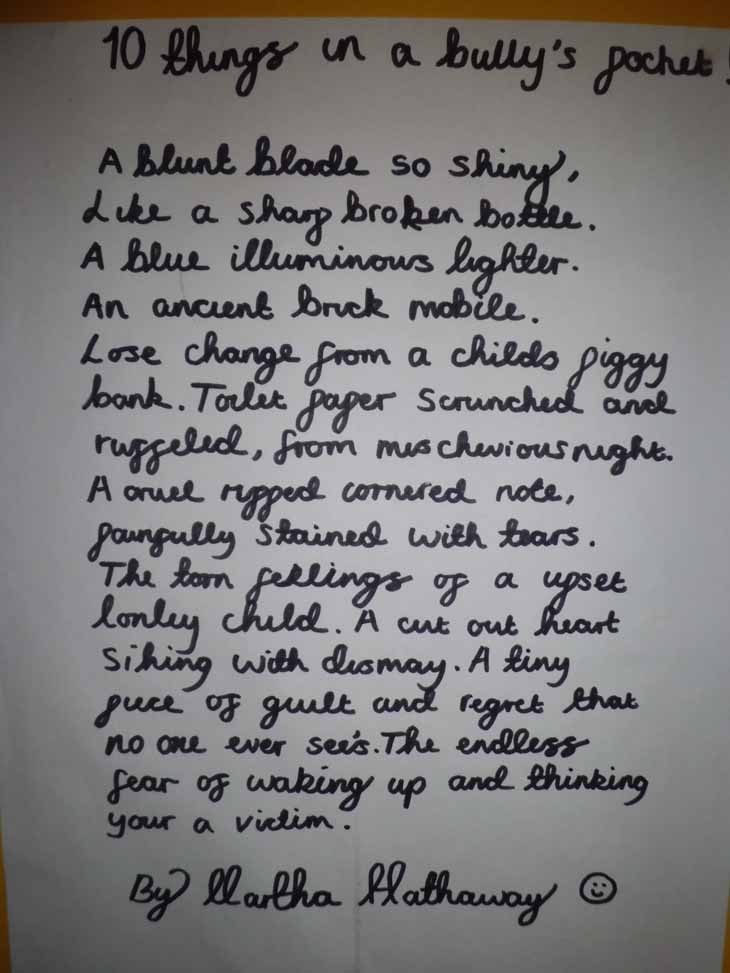 10 things in a bully's pocket!
A blunt blade so shiny,
Like a sharp broken bottle.
A blue illuminous lighter.
An ancient brick mobile.
Lose change from a childs piggy
bank. Toilet paper scrunched and
ruggeled, from mischevious night.
A cruel ripped cornered note,
painfully stained with tears.
The torn feellings of a upset
lonley child. A cut out heart
siking with dismay. A tiny
piece of guilt and regret that
no one ever see's. The endless
fear of waking up and thinking
your a victim.
By Martha Hathaway ☺